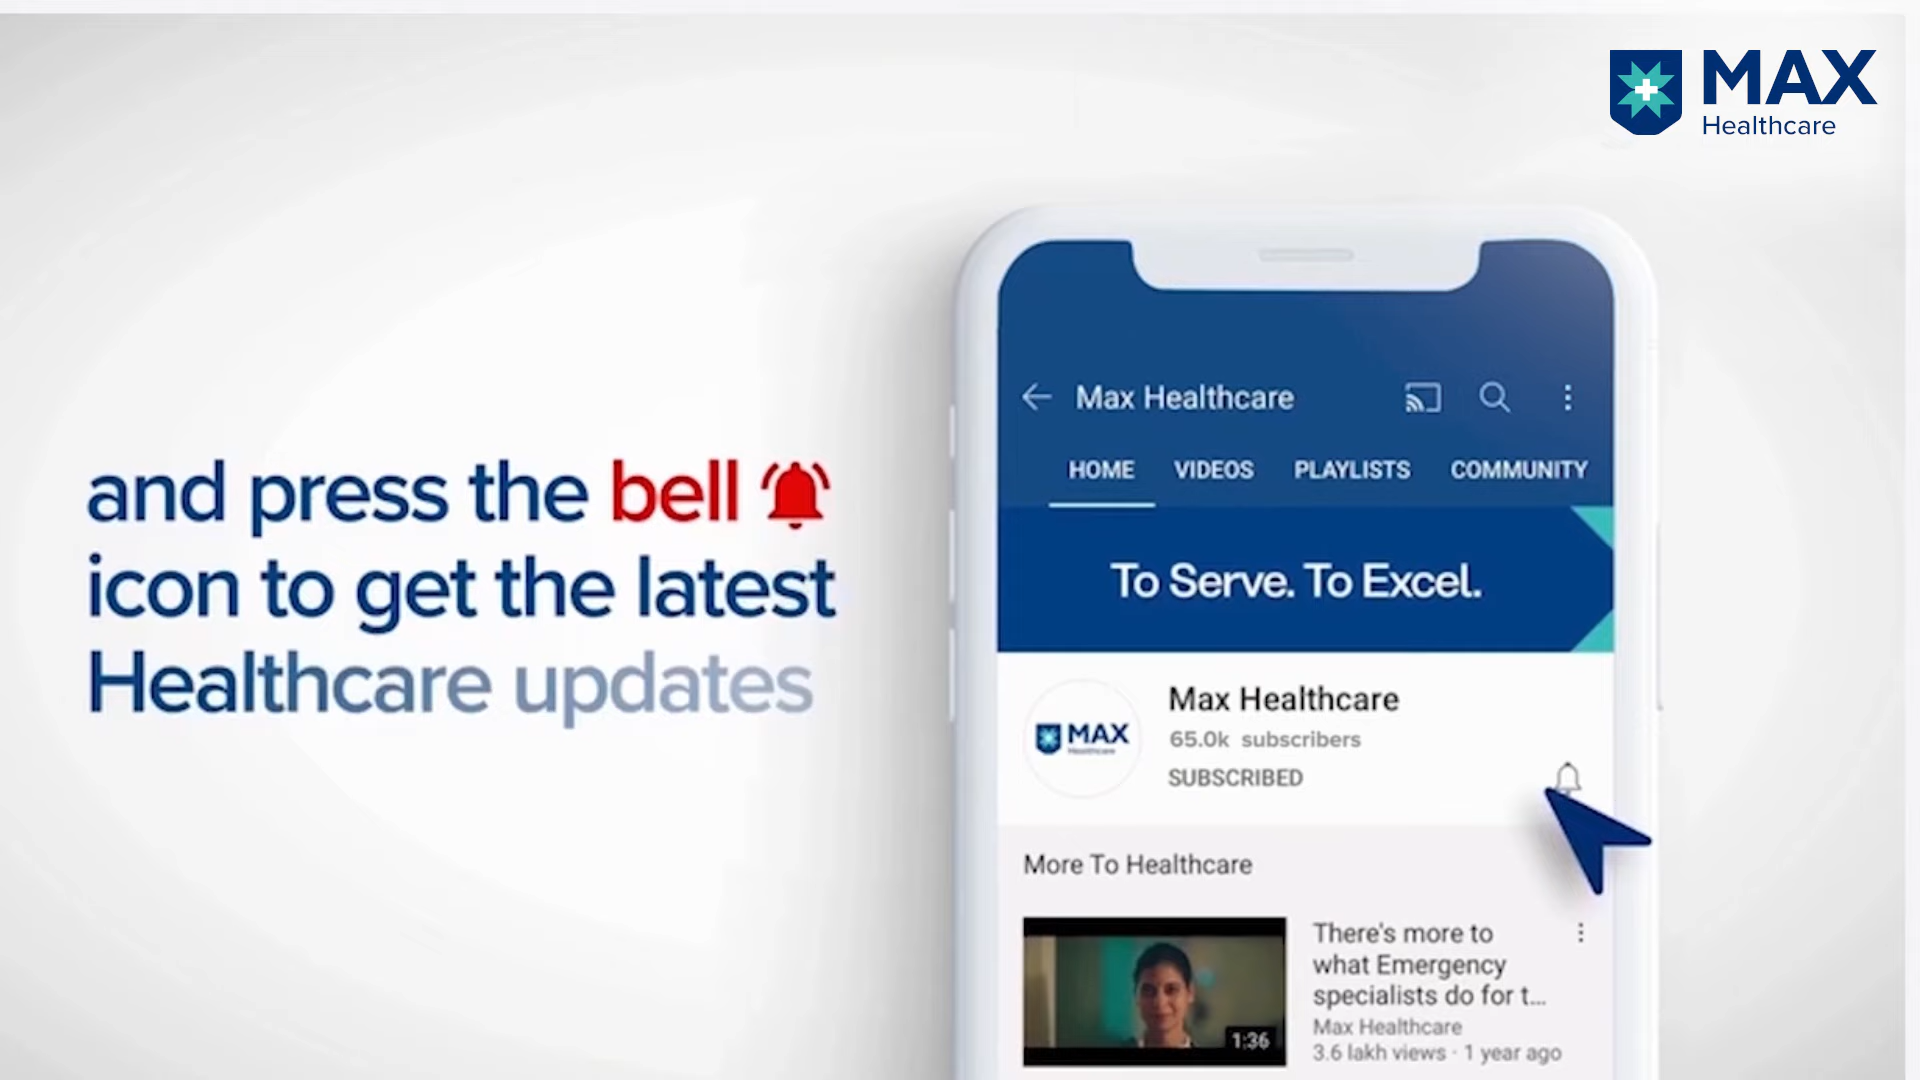 MAX
Healthcare
and press the bell
icon to get the latest
Healthcare updates
Max Healthcare
HOME VIDEOS PLAYLISTS COMMUNITY
To Serve. To Excel.
MAX
Healthcare
Max Healthcare
65.0k subscribers
SUBSCRIBED
More To Healthcare
1:36
There's more to
what Emergency
specialists do for t...
Max Healthcare
3.6 lakh views · 1 year ago